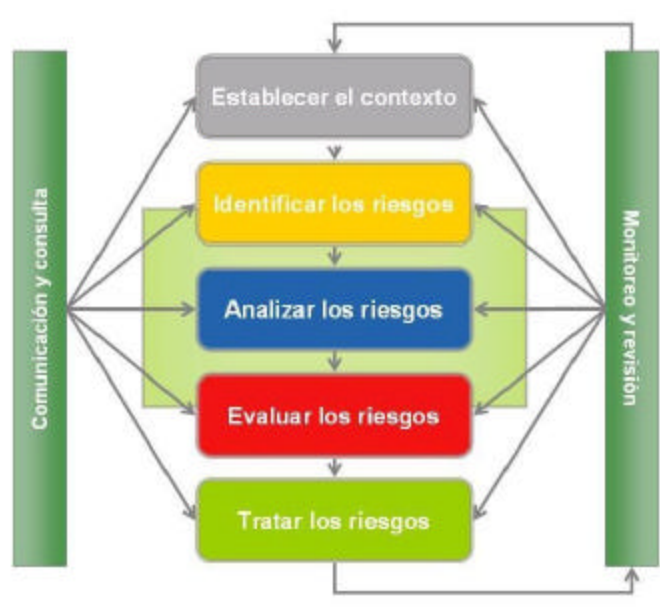 Establecer el contexto
Identificar los riesgos
Analizar los riesgos
Evaluar los riesgos
Tratar los riesgos
Comunicación y consulta
Monitoreo y revisión